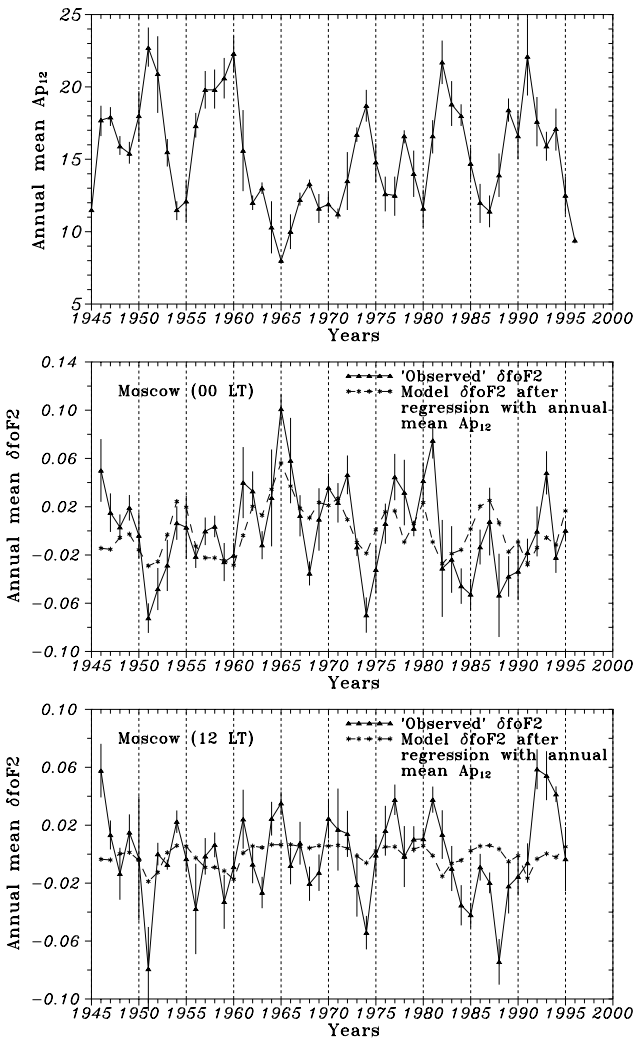 25
20
15
10
5
Annual mean Ap12
1945 1950 1955 1960 1965 1970 1975 1980 1985 1990 1995 2000
Years
0.14
0.10
0.06
0.02
-0.02
-0.06
-0.10
Annual mean δfoF2
Moscow (00 LT)
'Observed' δfoF2
Model δfoF2 after
regression with annual
mean Ap12
1945 1950 1955 1960 1965 1970 1975 1980 1985 1990 1995 2000
Years
0.10
0.06
0.02
-0.02
-0.06
-0.10
Annual mean δfoF2
Moscow (12 LT)
'Observed' δfoF2
Model δfoF2 after
regression with annual
mean Ap12
1945 1950 1955 1960 1965 1970 1975 1980 1985 1990 1995 2000
Years